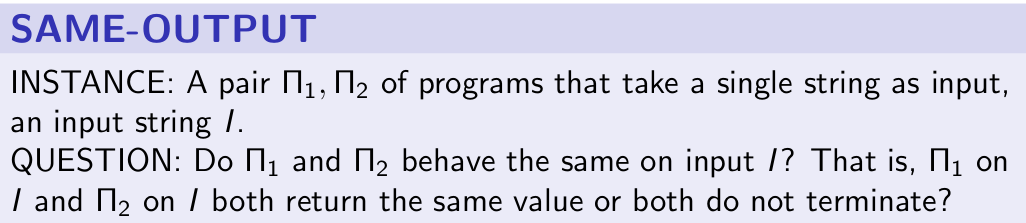 SAME-OUTPUT
INSTANCE: A pair Π₁, Π₂ of programs that take a single string as input,
an input string I.
QUESTION: Do Π₁ and Π₂ behave the same on input I? That is, Π₁ on
I and Π₂ on I both return the same value or both do not terminate?